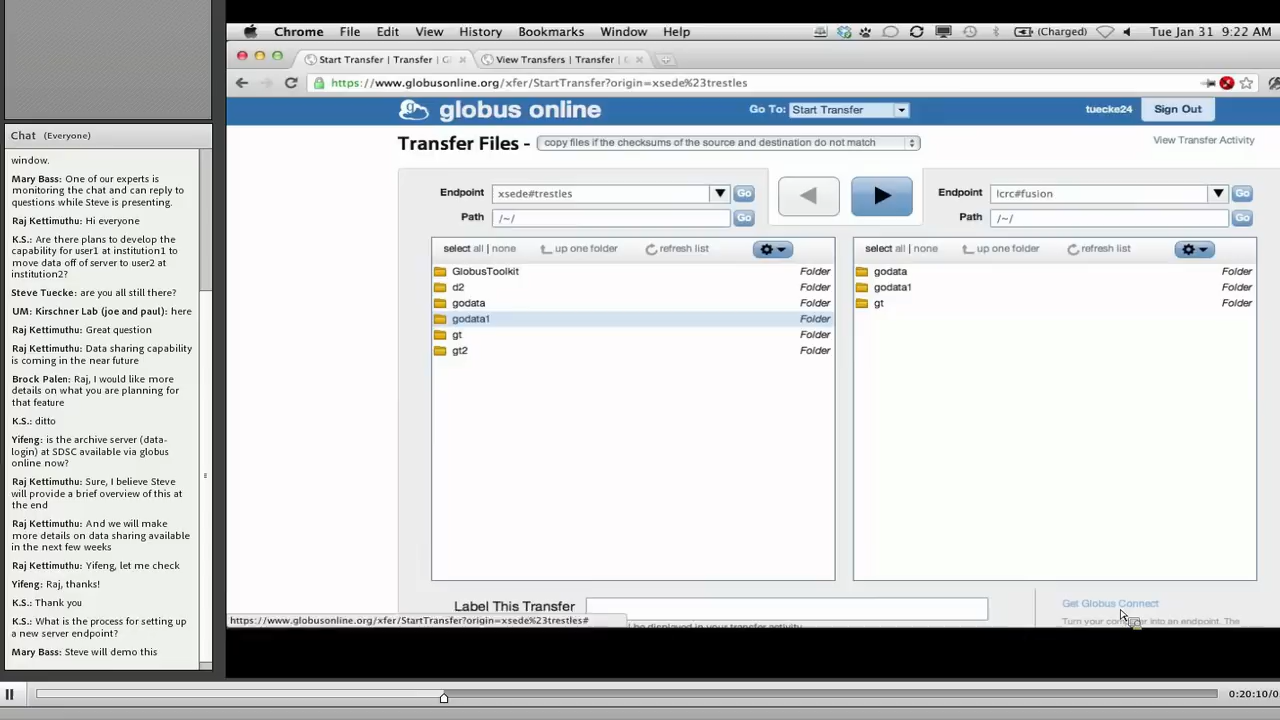 Chrome File Edit View History Bookmarks Window Help (Charged) Tue Jan 31 9:22 AM
Start Transfer | Transfer | G View Transfers | Transfer |
https://www.globusonline.org/xfer/StartTransfer?origin=xsede%23trestles
globus online Go To: Start Transfer tuecke24 Sign Out
Transfer Files - copy files if the checksums of the source and destination do not match View Transfer Activity
Endpoint xsede#trestles Go Endpoint lcrc#fusion Go
Path /~/ Go Path /~/ Go
select all | none up one folder refresh list select all | none up one folder refresh list
GlobusToolkit Folder godata Folder
d2 Folder godata1 Folder
godata Folder gt Folder
godata1 Folder
gt Folder
gt2 Folder
Label This Transfer Get Globus Connect
https://www.globusonline.org/xfer/StartTransfer?origin=xsede%23trestles# be displayed in your transfer activity. Turn your computer into an endpoint. The
Chat (Everyone)
window.
Mary Bass: One of our experts is
monitoring the chat and can reply to
questions while Steve is presenting.
Raj Kettimuthu: Hi everyone
K.S.: Are there plans to develop the
capability for user1 at institution1 to
move data off of server to user2 at
institution2?
Steve Tuecke: are you all still there?
UM: Kirschner Lab (joe and paul): here
Raj Kettimuthu: Great question
Raj Kettimuthu: Data sharing capability
is coming in the near future
Brock Palen: Raj, I would like more
details on what you are planning for
that feature
K.S.: ditto
Yifeng: is the archive server (data-
login) at SDSC available via globus
online now?
Raj Kettimuthu: Sure, I believe Steve
will provide a brief overview of this at
the end
Raj Kettimuthu: And we will make
more details on data sharing available
in the next few weeks
Raj Kettimuthu: Yifeng, let me check
Yifeng: Raj, thanks!
K.S.: Thank you
K.S.: What is the process for setting up
a new server endpoint?
Mary Bass: Steve will demo this
0:20:10/0